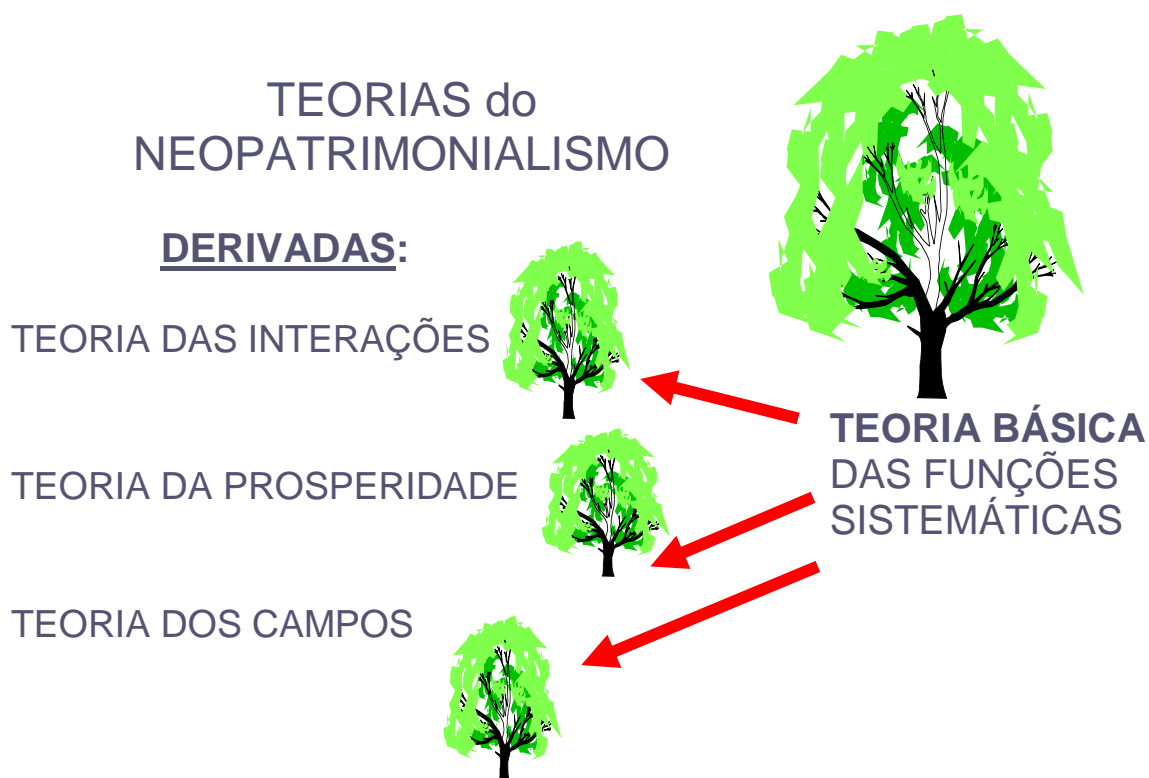 TEORIAS do
NEOPATRIMONIALISMO
DERIVADAS:
TEORIA DAS INTERAÇÕES
TEORIA DA PROSPERIDADE
TEORIA DOS CAMPOS
TEORIA BÁSICA
DAS FUNÇÕES
SISTEMÁTICAS